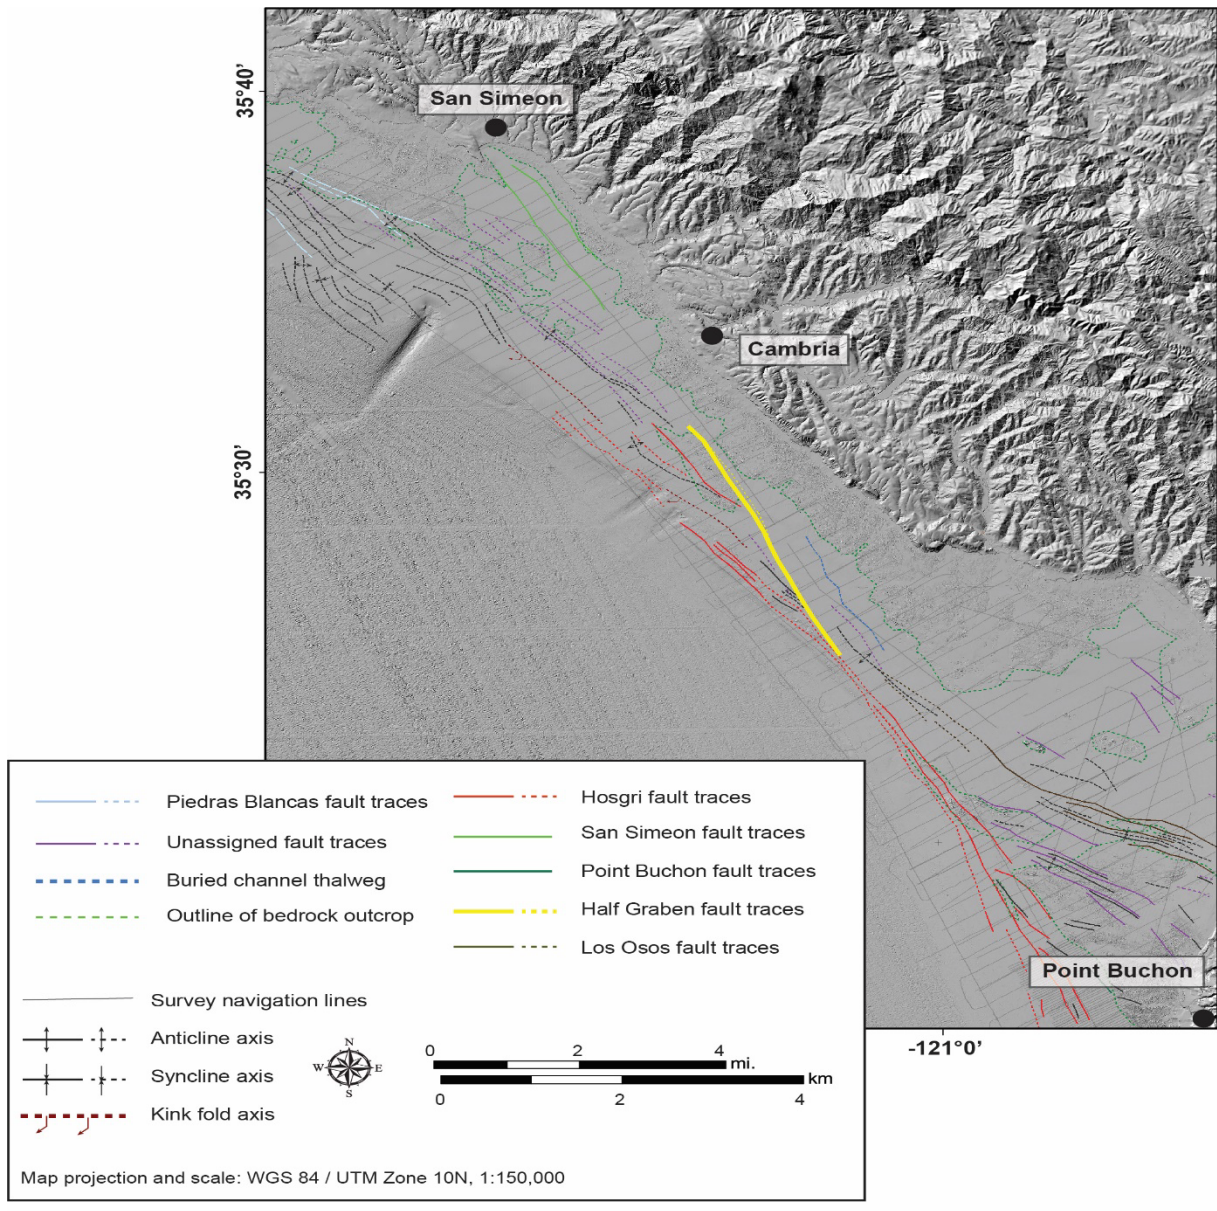 35°40'
San Simeon
Cambria
35°30'
Piedras Blancas fault traces
Unassigned fault traces
Buried channel thalweg
Outline of bedrock outcrop
Hosgri fault traces
San Simeon fault traces
Point Buchon fault traces
Half Graben fault traces
Los Osos fault traces
Point Buchon
-121°0'
Survey navigation lines
Anticline axis
Syncline axis
Kink fold axis
N
W E
S
0 2 4
mi.
km
0 2 4
Map projection and scale: WGS 84 / UTM Zone 10N, 1:150,000